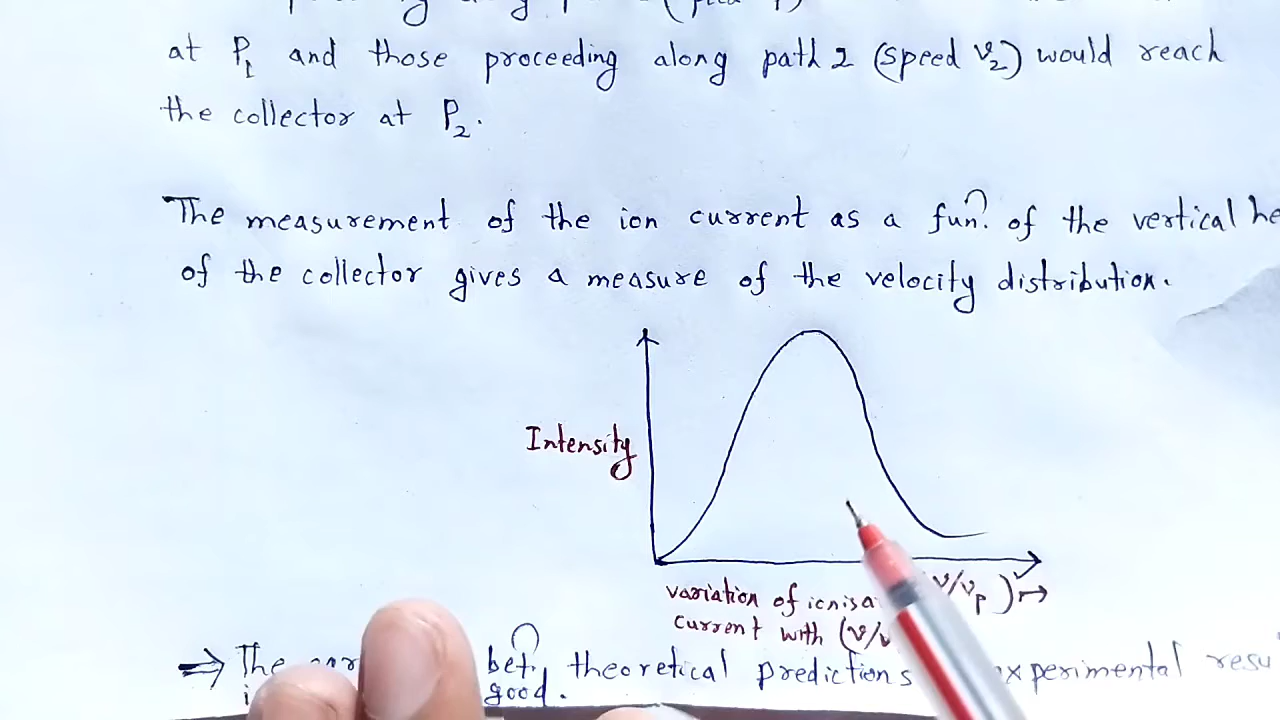 at P₁ and those proceeding along path 2 (speed v₂) would reach
the collector at P₂.
The measurement of the ion current as a fun. of the vertical he
of the collector gives a measure of the velocity distribution.
Intensity
variation of ionisa v/vₚ) ↦
current with (v/v
⇒ The bet. theoretical predictions xperimental resu
good.